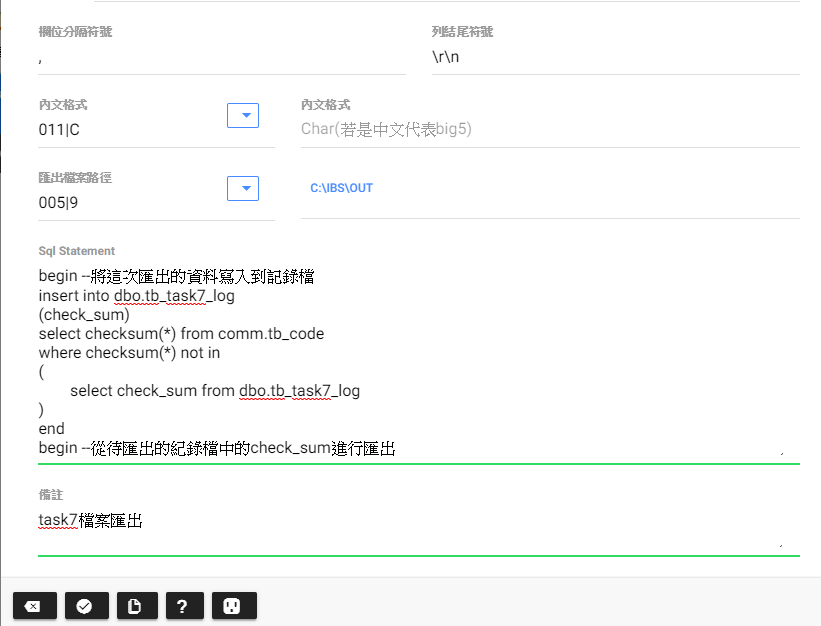 欄位分隔符號
列結尾符號
,
\r\n
內文格式
內文格式
011|C
Char(若是中文代表big5)
匯出檔案路徑
005|9
C:\IBS\OUT
Sql Statement
begin --將這次匯出的資料寫入到記錄檔
insert into dbo.tb_task7_log
(check_sum)
select checksum(*) from comm.tb_code
where checksum(*) not in
(
select check_sum from dbo.tb_task7_log
)
end
begin --從待匯出的紀錄檔中的check_sum進行匯出
備註
task7檔案匯出
?